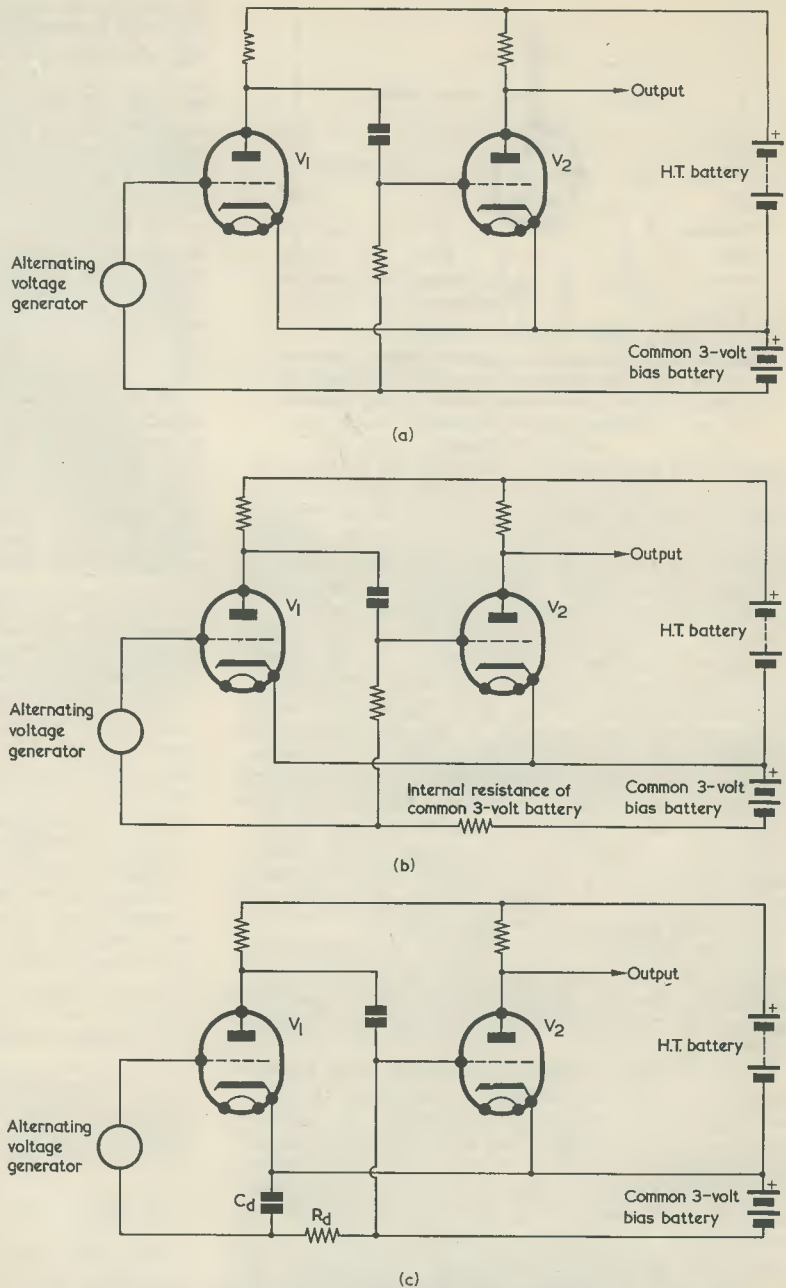 Output
V1
V2
+
H.T. battery
Alternating
voltage
generator
+
Common 3-volt
bias battery
(a)
Output
V1
V2
+
H.T. battery
Alternating
voltage
generator
Internal resistance of
common 3-volt battery
+
Common 3-volt
bias battery
(b)
Output
V1
V2
+
H.T. battery
Alternating
voltage
generator
Cd
Rd
+
Common 3-volt
bias battery
(c)